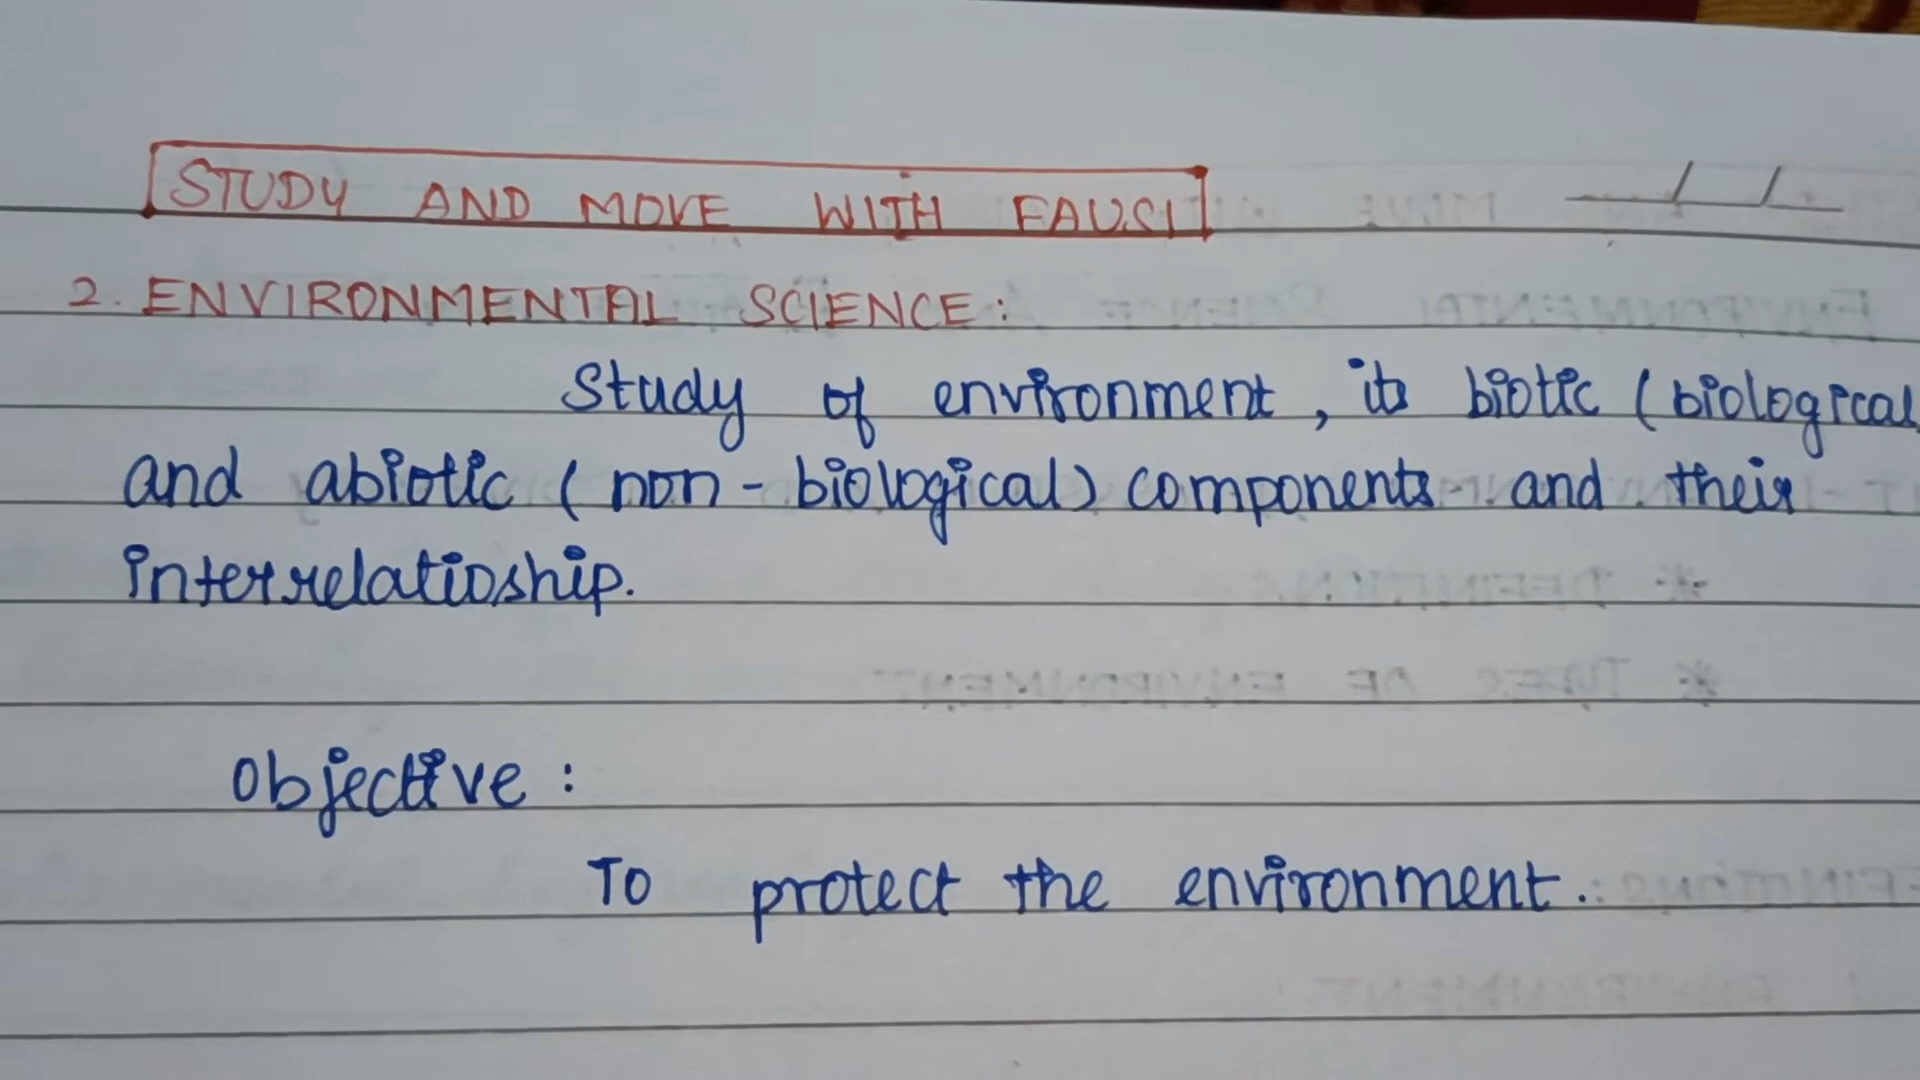 STUDY AND MOVE WITH FAUSI
2. ENVIRONMENTAL SCIENCE:
Study of environment, its biotic (biological
and abiotic (non-biological) components and their
interrelatioship.
Objective:
To protect the environment.